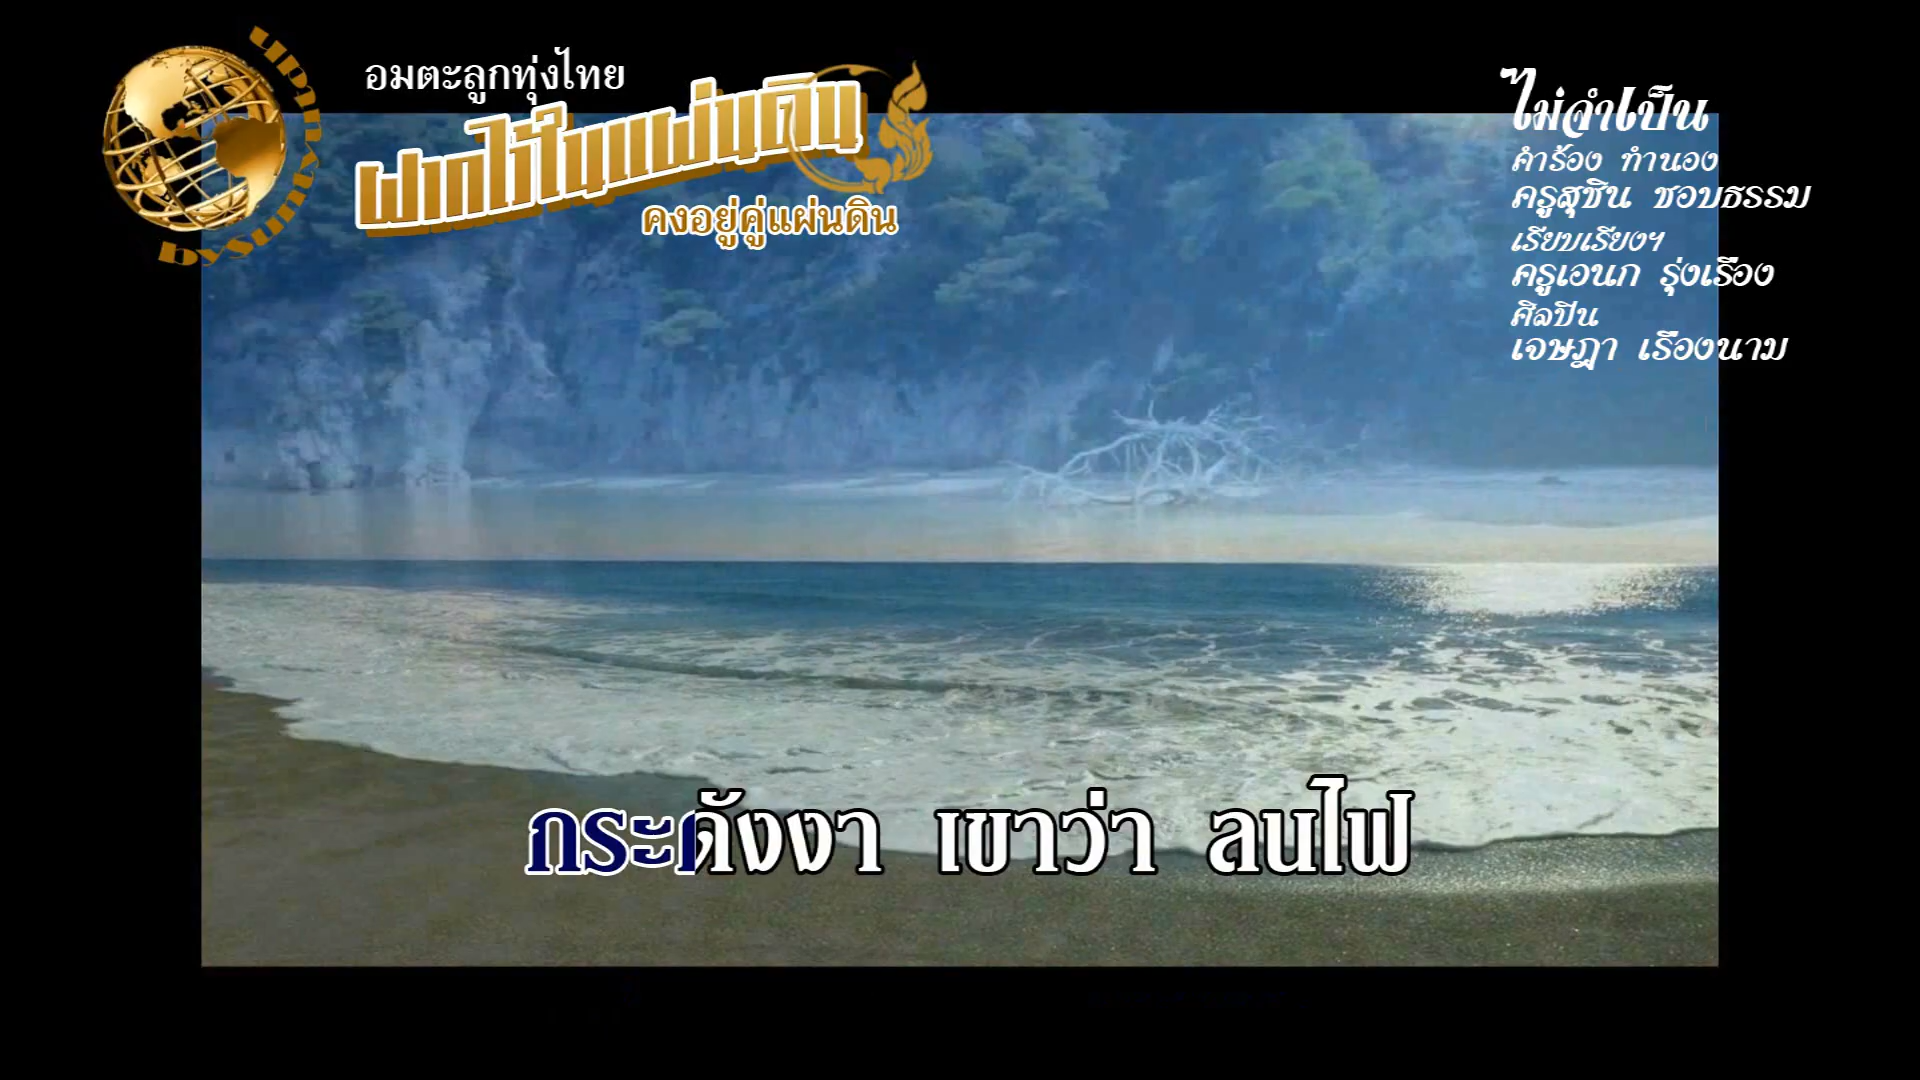 อมตะลูกทุ่งไทย
ฝากไว้ในแผ่นดิน
คงอยู่คู่แผ่นดิน
bySunyanupan
ไม่จำเป็น
คำร้อง ทำนอง
ครูสุชิน ชอบธรรม
เรียบเรียงฯ
ครูเอนก รุ่งเรือง
ศิลปิน
เจษฎา เรืองนาม
กระดังงา เขาว่า ลนไฟ